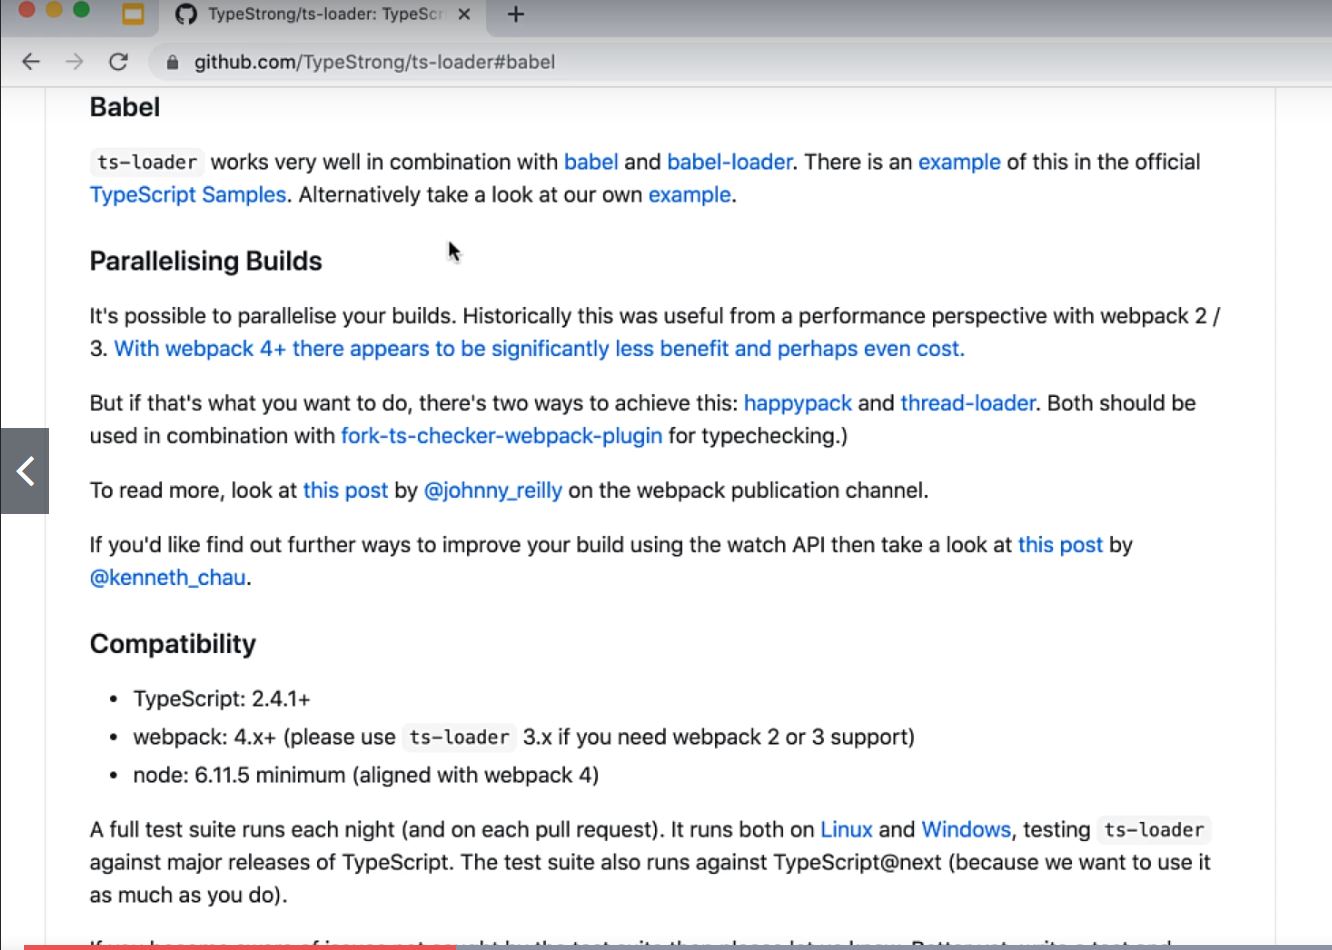 TypeStrong/ts-loader: TypeScr
github.com/TypeStrong/ts-loader#babel
Babel
ts-loader works very well in combination with babel and babel-loader. There is an example of this in the official
TypeScript Samples. Alternatively take a look at our own example.
Parallelising Builds
It's possible to parallelise your builds. Historically this was useful from a performance perspective with webpack 2 /
3. With webpack 4+ there appears to be significantly less benefit and perhaps even cost.
But if that's what you want to do, there's two ways to achieve this: happypack and thread-loader. Both should be
used in combination with fork-ts-checker-webpack-plugin for typechecking.)
To read more, look at this post by @johnny_reilly on the webpack publication channel.
If you'd like find out further ways to improve your build using the watch API then take a look at this post by
@kenneth_chau.
Compatibility
• TypeScript: 2.4.1+
• webpack: 4.x+ (please use ts-loader 3.x if you need webpack 2 or 3 support)
• node: 6.11.5 minimum (aligned with webpack 4)
A full test suite runs each night (and on each pull request). It runs both on Linux and Windows, testing ts-loader
against major releases of TypeScript. The test suite also runs against TypeScript@next (because we want to use it
as much as you do).